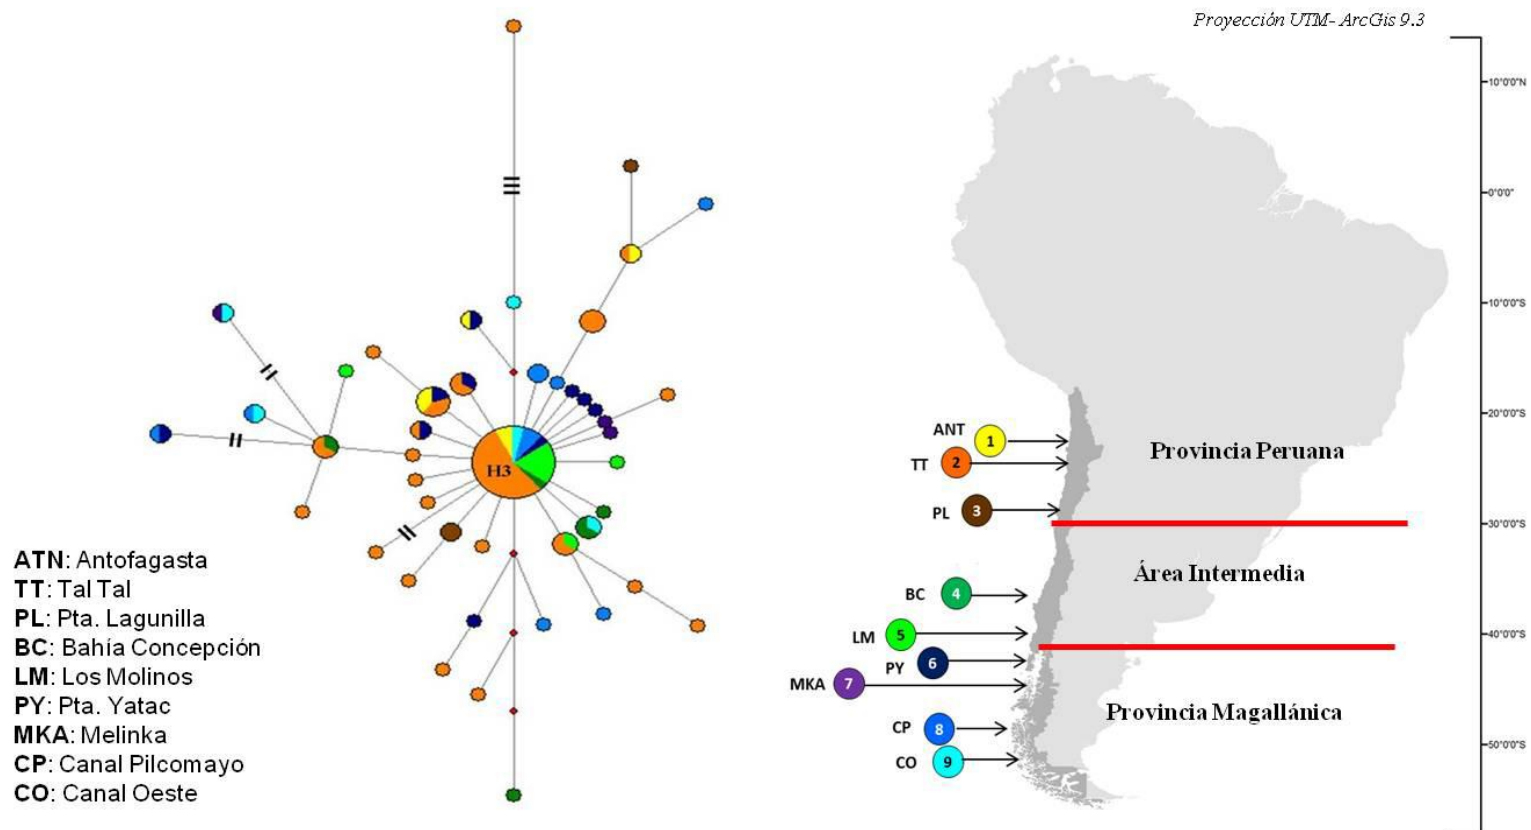 Proyección UTM- ArcGis 9.3
10°0'0"N
0°0'0"
10°0'0"S
20°0'0"S
30°0'0"S
40°0'0"S
50°0'0"S
H3
ATN: Antofagasta
TT: Tal Tal
PL: Pta. Lagunilla
BC: Bahía Concepción
LM: Los Molinos
PY: Pta. Yatac
MKA: Melinka
CP: Canal Pilcomayo
CO: Canal Oeste
ANT 1
TT 2
PL 3
BC 4
LM 5
PY 6
MKA 7
CP 8
CO 9
Provincia Peruana
Área Intermedia
Provincia Magallánica